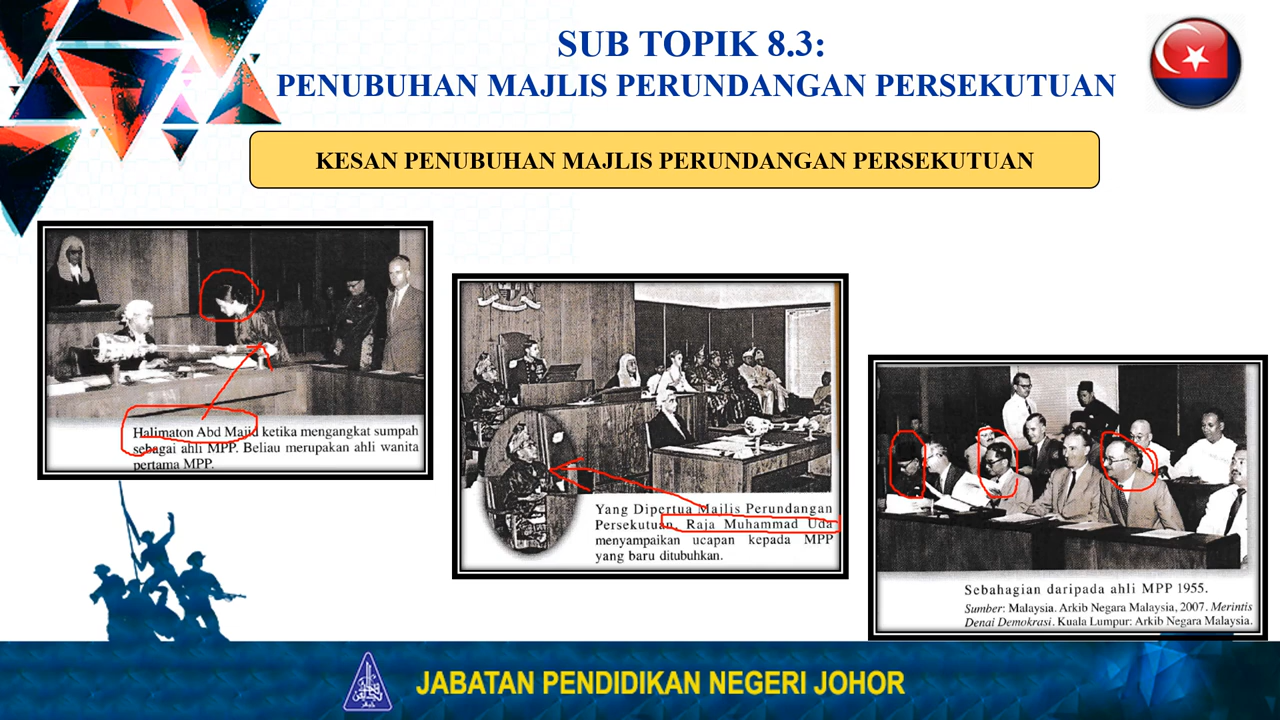 SUB TOPIK 8.3:
PENUBUHAN MAJLIS PERUNDANGAN PERSEKUTUAN
KESAN PENUBUHAN MAJLIS PERUNDANGAN PERSEKUTUAN
Halimaton Abd Majid ketika mengangkat sumpah
sebagai ahli MPP. Beliau merupakan ahli wanita
pertama MPP.
Yang Dipertua Majlis Perundangan
Persekutuan, Raja Muhammad Uda
menyampaikan ucapan kepada MPP
yang baru ditubuhkan.
Sebahagian daripada ahli MPP 1955.
Sumber: Malaysia. Arkib Negara Malaysia, 2007. Merintis
Denai Demokrasi. Kuala Lumpur: Arkib Negara Malaysia.
JABATAN PENDIDIKAN NEGERI JOHOR